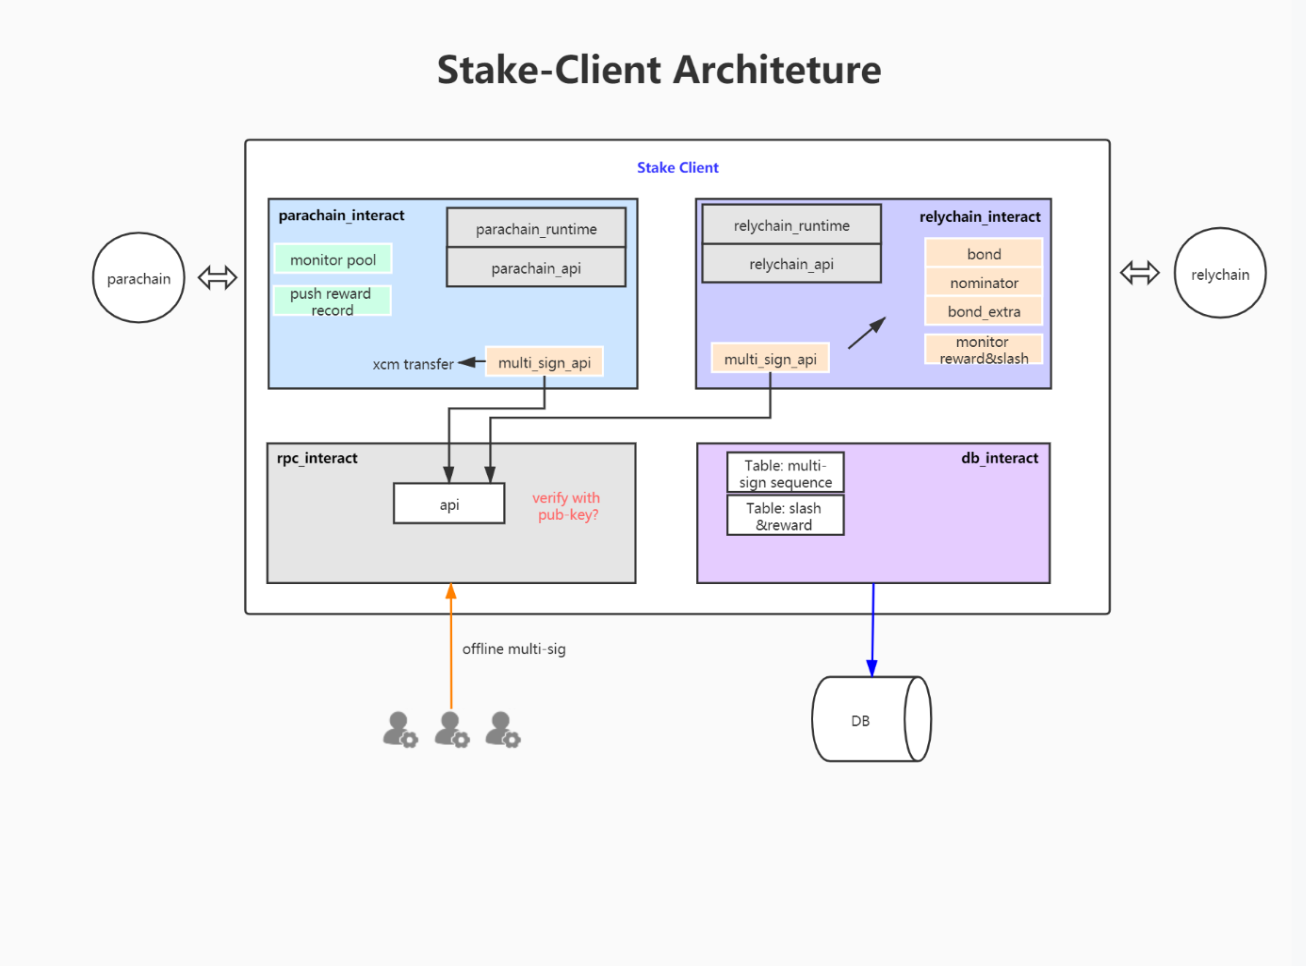 Stake-Client Architeture
Stake Client
parachain_interact
parachain_runtime
parachain_api
monitor pool
push reward
record
xcm transfer
multi_sign_api
relychain_runtime
relychain_api
relychain_interact
bond
nominator
bond_extra
monitor
reward&slash
multi_sign_api
parachain
relychain
rpc_interact
api
verify with
pub-key?
db_interact
Table: multi-
sign sequence
Table: slash
&reward
offline multi-sig
DB